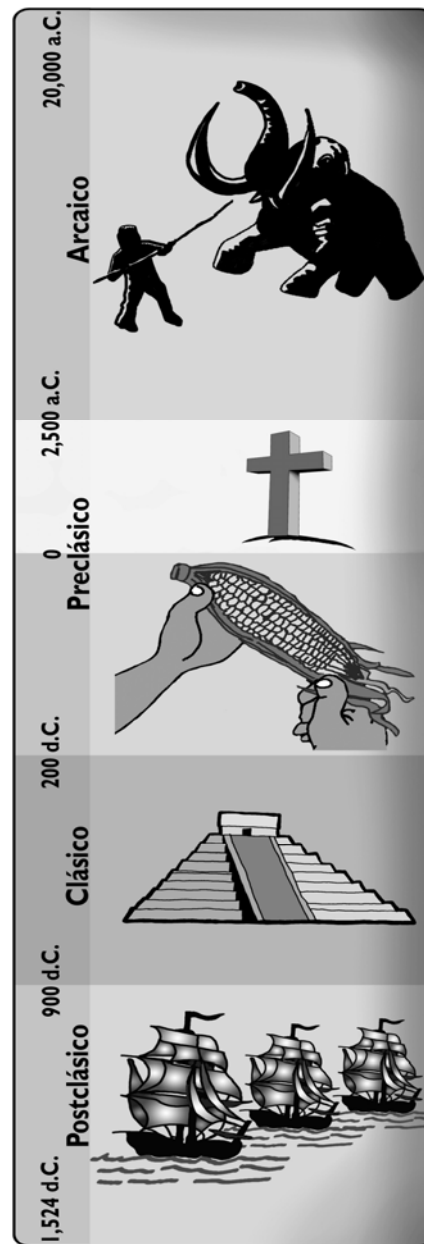 20,000 a.C.
Arcaico
2,500 a.C.
Preclásico
0
200 d.C.
Clásico
900 d.C.
Postclásico
1,524 d.C.